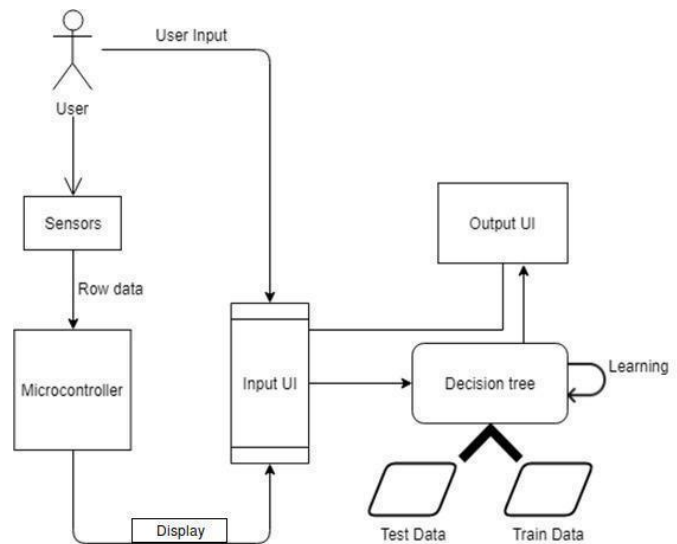 User Input
User
Sensors
Output UI
Row data
Microcontroller
Input UI
Decision tree
Learning
Display
Test Data
Train Data